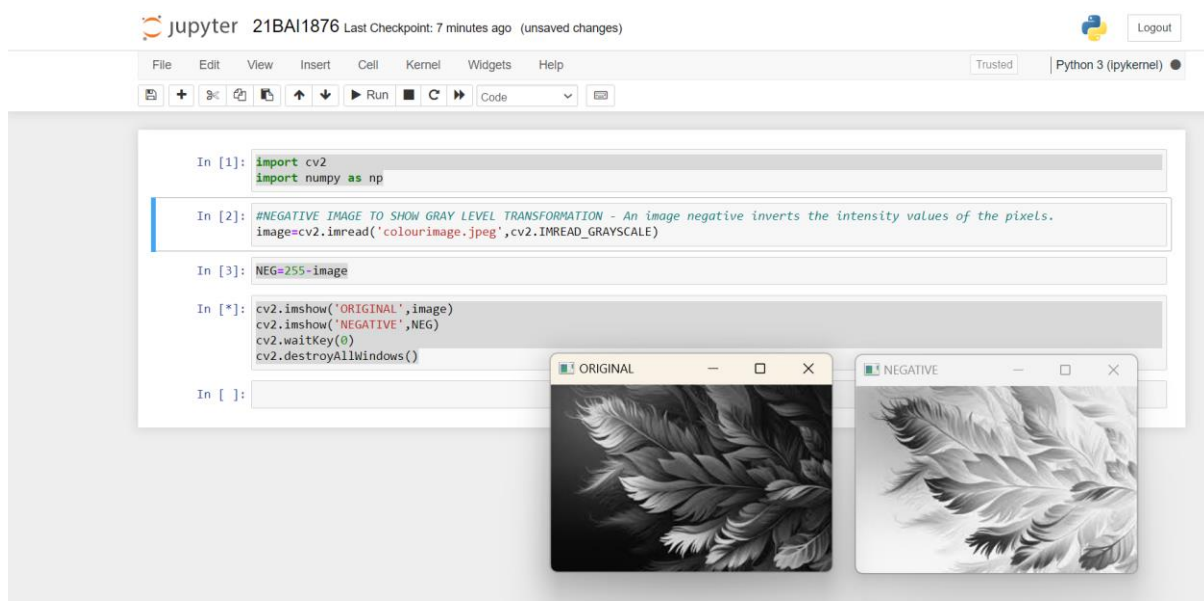 jupyter 21BAI1876 Last Checkpoint: 7 minutes ago (unsaved changes) Logout
File Edit View Insert Cell Kernel Widgets Help Trusted Python 3 (ipykernel)
Run Code
In [1]: import cv2
import numpy as np
In [2]: #NEGATIVE IMAGE TO SHOW GRAY LEVEL TRANSFORMATION - An image negative inverts the intensity values of the pixels.
image=cv2.imread('colourimage.jpeg',cv2.IMREAD_GRAYSCALE)
In [3]: NEG=255-image
In [*]: cv2.imshow('ORIGINAL',image)
cv2.imshow('NEGATIVE',NEG)
cv2.waitKey(0)
cv2.destroyAllWindows()
ORIGINAL NEGATIVE
In [ ]: